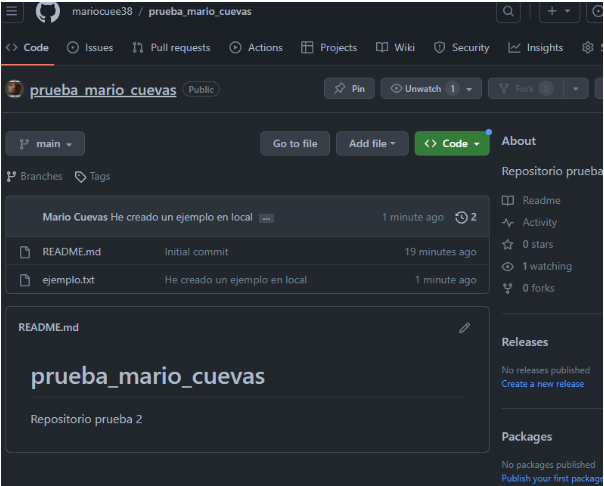 mariocuee38 / prueba_mario_cuevas
Code Issues Pull requests Actions Projects Wiki Security Insights
prueba_mario_cuevas Public Pin Unwatch 1 Fork 0
main Go to file Add file Code
Branches Tags
Mario Cuevas He creado un ejemplo en local ... 1 minute ago 2
README.md Initial commit 19 minutes ago
ejemplo.txt He creado un ejemplo en local 1 minute ago
README.md
prueba_mario_cuevas
Repositorio prueba 2
About
Repositorio prueba
Readme
Activity
0 stars
1 watching
0 forks
Releases
No releases published
Create a new release
Packages
No packages published
Publish your first package